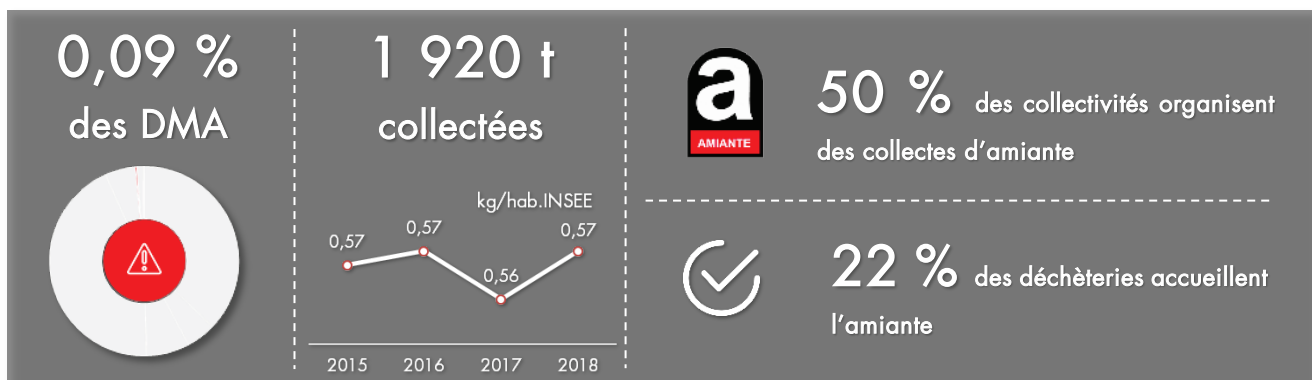 0,09 %
des DMA
1 920 t
collectées
kg/hab.INSEE
0,57
0,57
0,56
0,57
2015
2016
2017
2018
a
AMIANTE
50 % des collectivités organisent
des collectes d'amiante
22 % des déchèteries accueillent
l'amiante